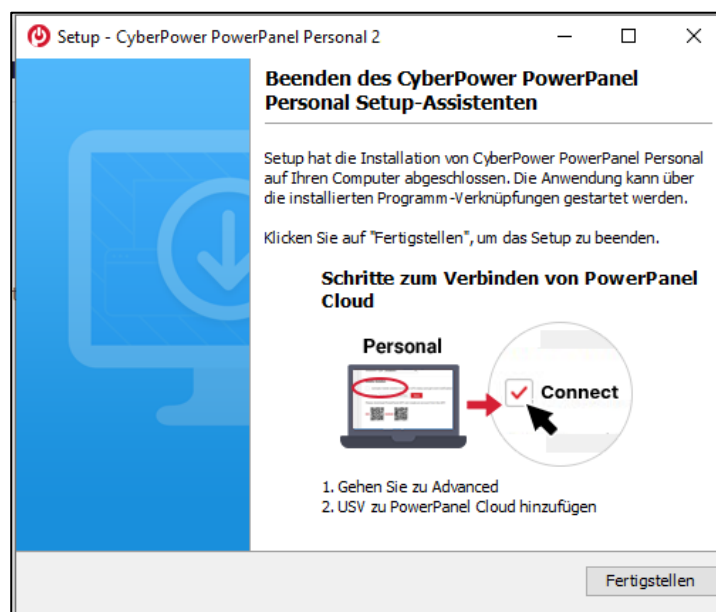 Setup - CyberPower PowerPanel Personal 2
Beenden des CyberPower PowerPanel
Personal Setup-Assistenten
Setup hat die Installation von CyberPower PowerPanel Personal
auf Ihren Computer abgeschlossen. Die Anwendung kann über
die installierten Programm-Verknüpfungen gestartet werden.
Klicken Sie auf "Fertigstellen", um das Setup zu beenden.
Schritte zum Verbinden von PowerPanel
Cloud
Personal
Connect
1. Gehen Sie zu Advanced
2. USV zu PowerPanel Cloud hinzufügen
Fertigstellen